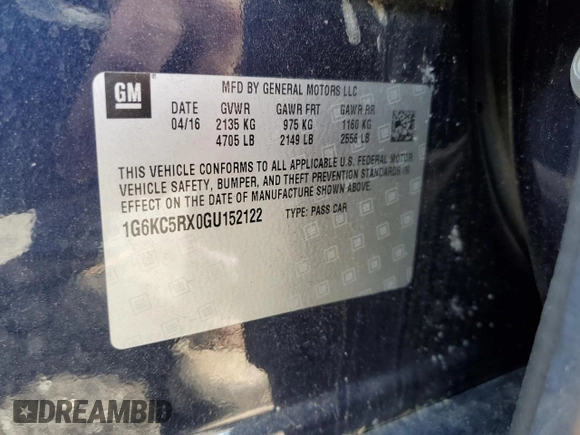 GM
MFD BY GENERAL MOTORS LLC
DATE GVWR GAWR FRT GAWR RR
04/16 2135 KG 975 KG 1160 KG
4705 LB 2149 LB 2556 LB
THIS VEHICLE CONFORMS TO ALL APPLICABLE U.S. FEDERAL MOTOR
VEHICLE SAFETY, BUMPER, AND THEFT PREVENTION STANDARDS IN
EFFECT ON THE DATE OF MANUFACTURE SHOWN ABOVE.
1G6KC5RX0GU152122 TYPE: PASS CAR
DREAMBID